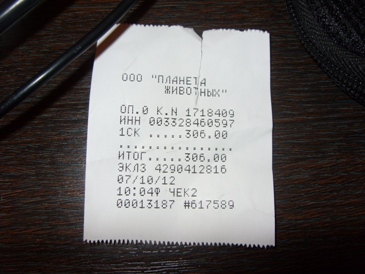 ООО "ПЛАНЕТА
ЖИВОТНЫХ"
ОП.0 К.N 1718409
ИНН 003328460597
1СК .....306.00
................
ИТОГ.....306.00
ЭКЛЗ 4290412816
07/10/12
10:04Ф ЧЕК2
00013187 #617589